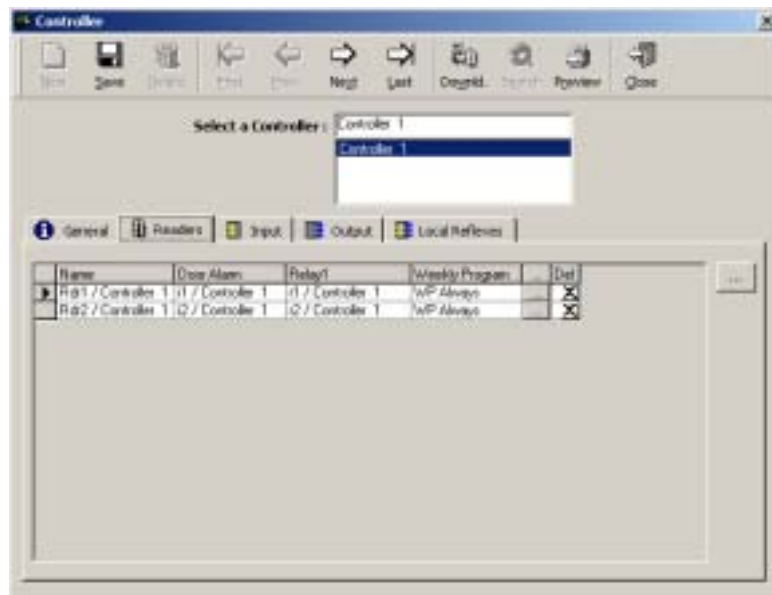 Controller
New Save Delete First Prev Next Last Downld. Search Preview Close
Select a Controller : Controller 1
Controller 1
General Readers Input Output Local Reflexes
Name Door Alarm Relay1 Weekly Program ... Def
Rdr1 / Controller 1 i1 / Controller 1 r1 / Controller 1 WP Always ...
Rdr2 / Controller 1 i2 / Controller 1 r2 / Controller 1 WP Always ...
...